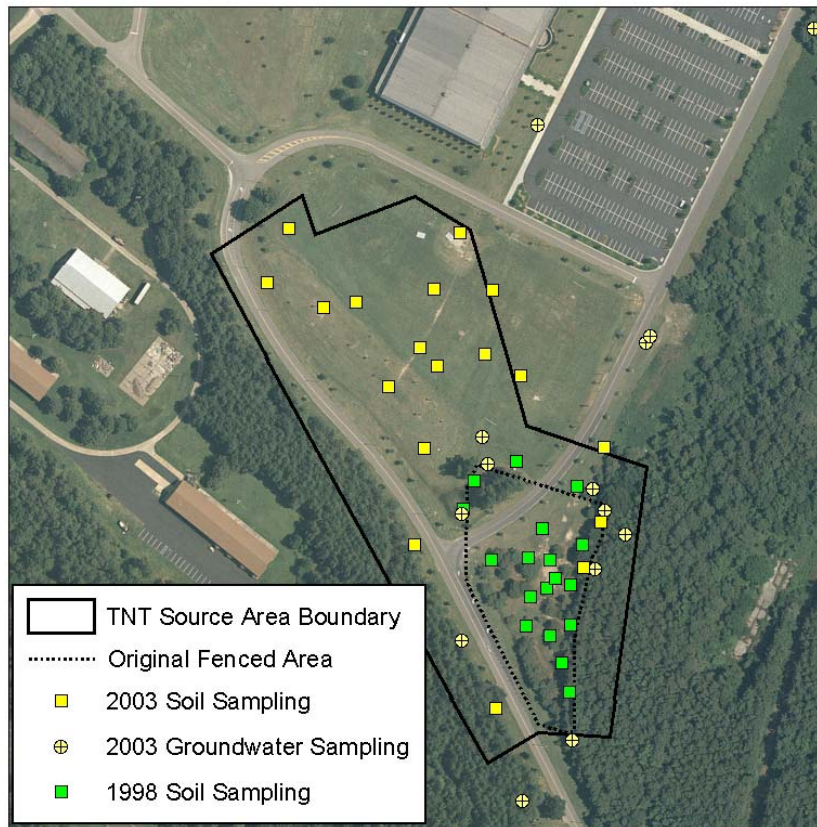 TNT Source Area Boundary
Original Fenced Area
2003 Soil Sampling
2003 Groundwater Sampling
1998 Soil Sampling